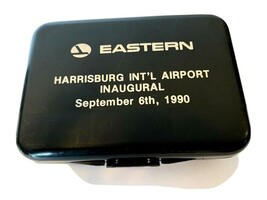 EASTERN
HARRISBURG INT'L AIRPORT
INAUGURAL
September 6th, 1990